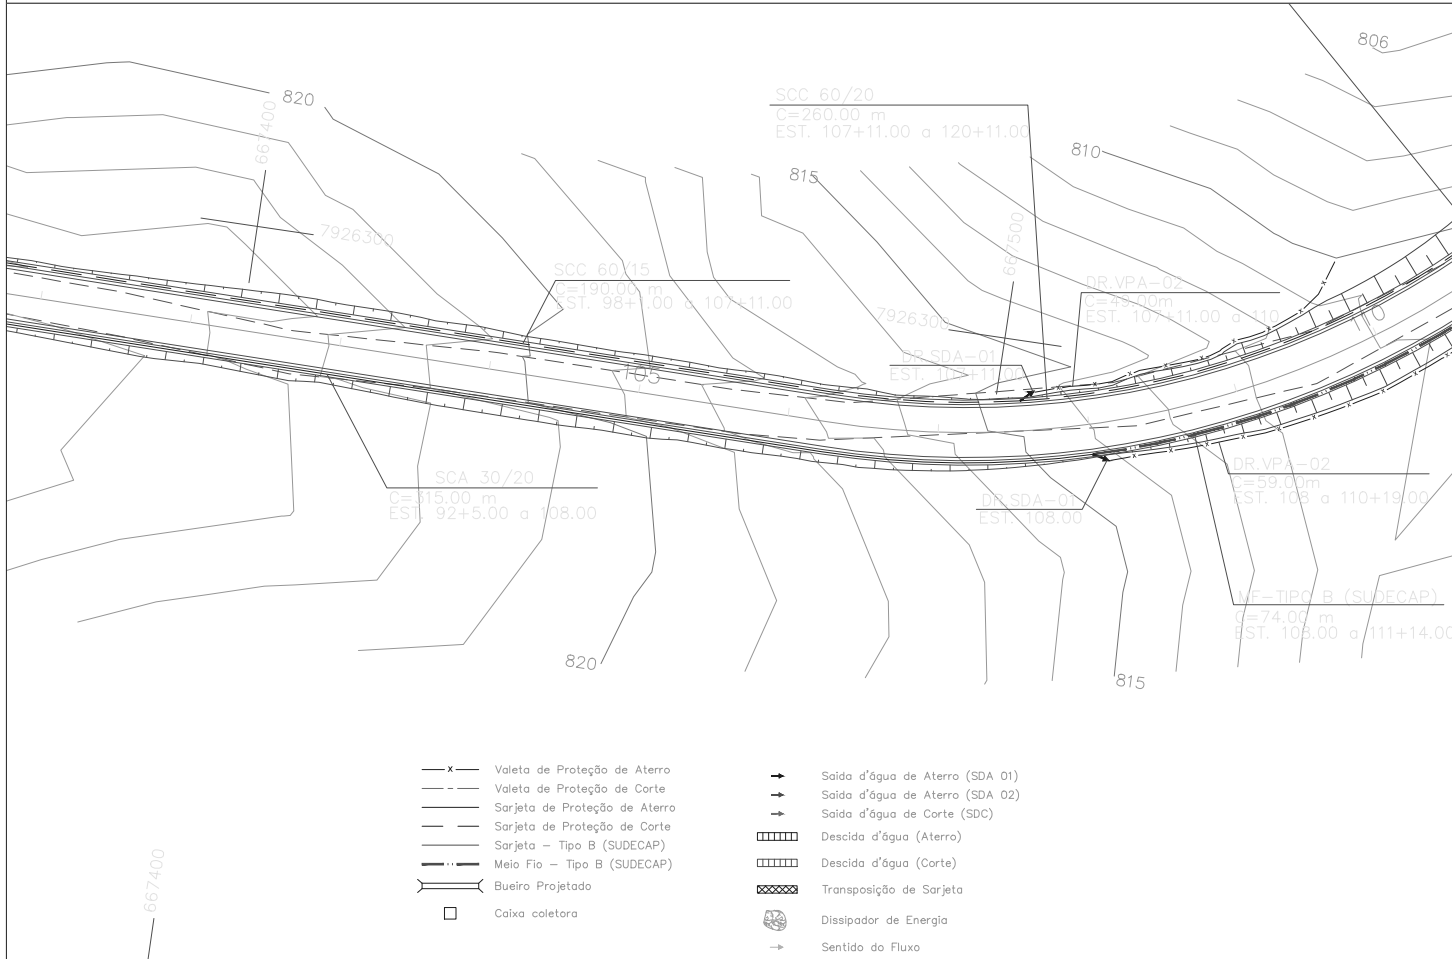 806
820
667400
SCC 60/20
C=260.00 m
EST. 107+11.00 a 120+11.00
810
815
7926300
667500
SCC 60/15
C=190.00 m
EST. 98+1.00 a 107+11.00
DR.VPA-02
C=49.00m
EST. 107+11.00 a 110
7926300
DR.SDA-01
EST. 107+11.00
110
105
SCA 30/20
C=315.00 m
EST. 92+5.00 a 108.00
DR.SDA-01
EST. 108.00
DR.VPA-02
C=59.00m
EST. 108 a 110+19.00
MF-TIPO B (SUDECAP)
C=74.00 m
EST. 108.00 a 111+14.00
820
815
667400
Valeta de Proteção de Aterro
Valeta de Proteção de Corte
Sarjeta de Proteção de Aterro
Sarjeta de Proteção de Corte
Sarjeta - Tipo B (SUDECAP)
Meio Fio - Tipo B (SUDECAP)
Bueiro Projetado
Caixa coletora
Saida d'água de Aterro (SDA 01)
Saida d'água de Aterro (SDA 02)
Saida d'água de Corte (SDC)
Descida d'água (Aterro)
Descida d'água (Corte)
Transposição de Sarjeta
Dissipador de Energia
Sentido do Fluxo